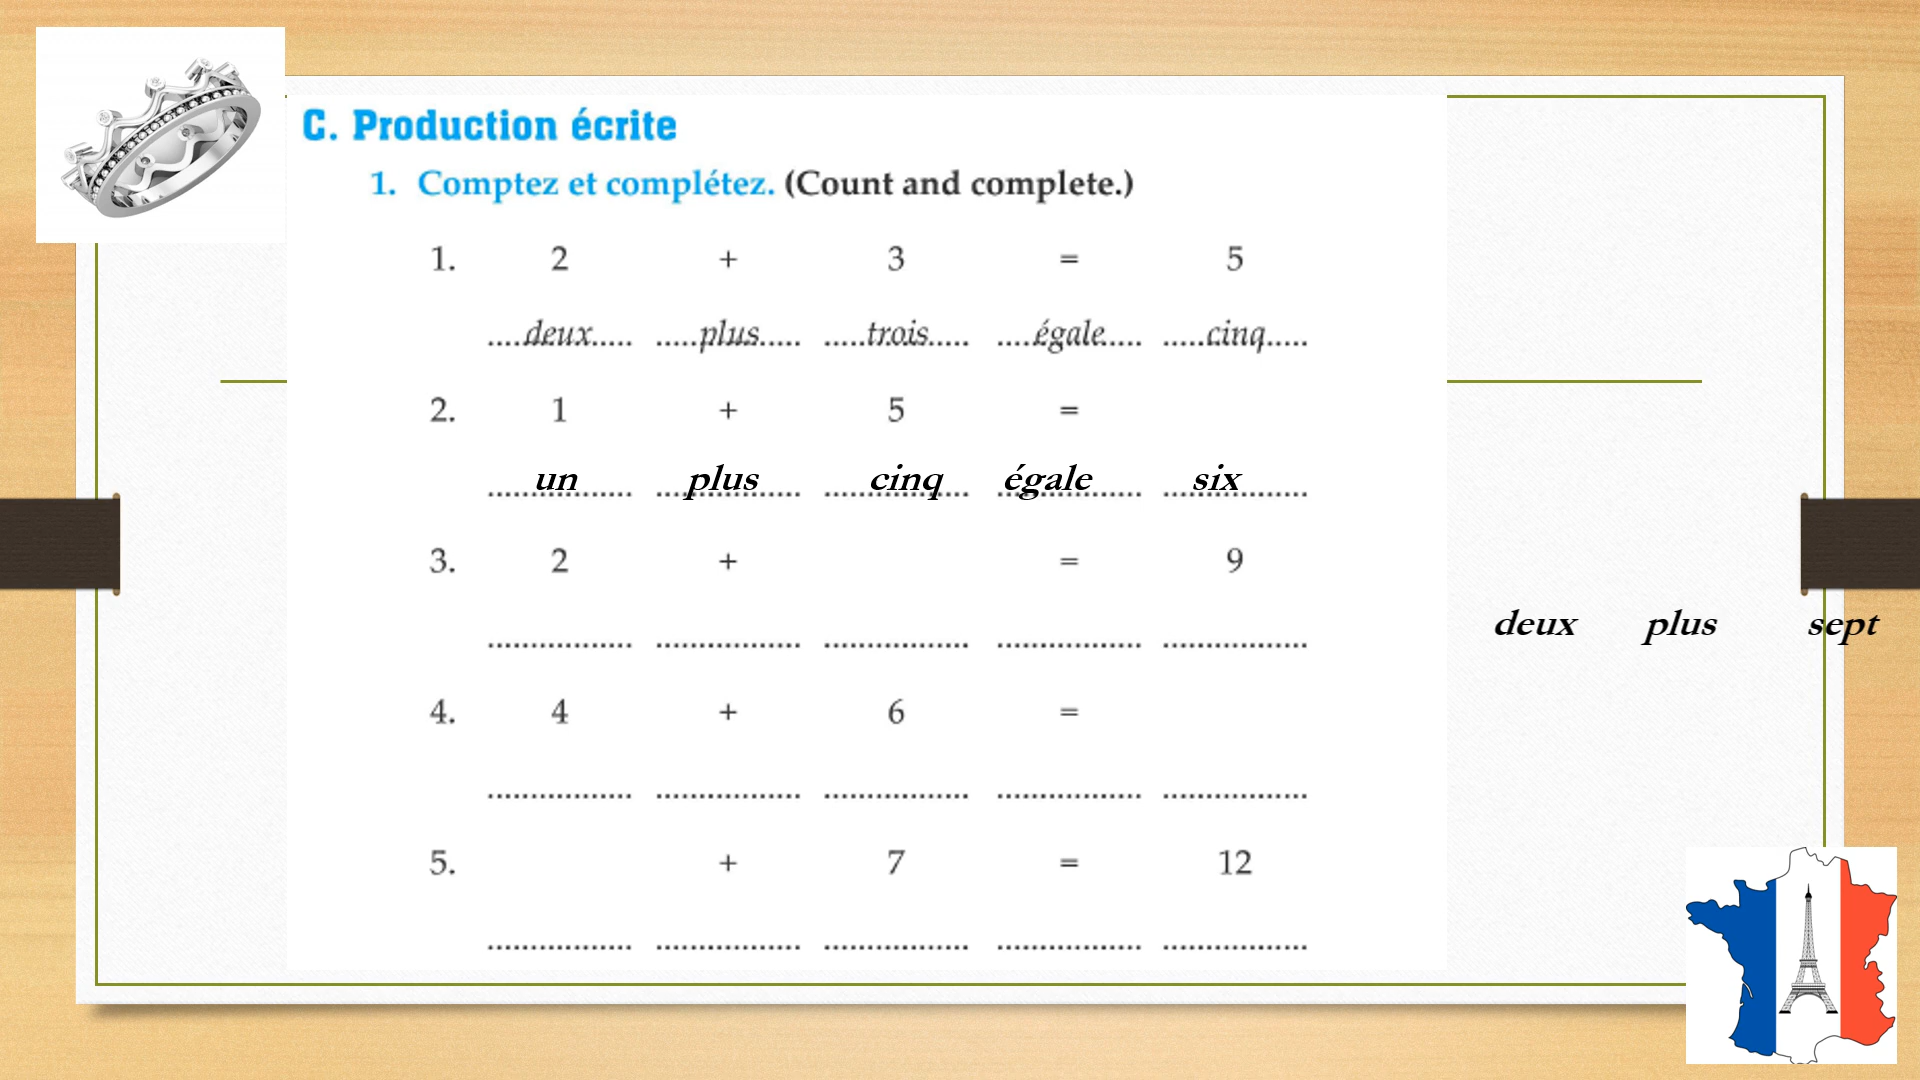 C. Production écrite
1. Comptez et complétez. (Count and complete.)
1. 2 + 3 = 5
....deux..... .....plus..... .....trois..... ....égale..... .....cinq.....
2. 1 + 5 =
un plus cinq égale six
3. 2 + = 9
deux plus sept
4. 4 + 6 =
5. + 7 = 12